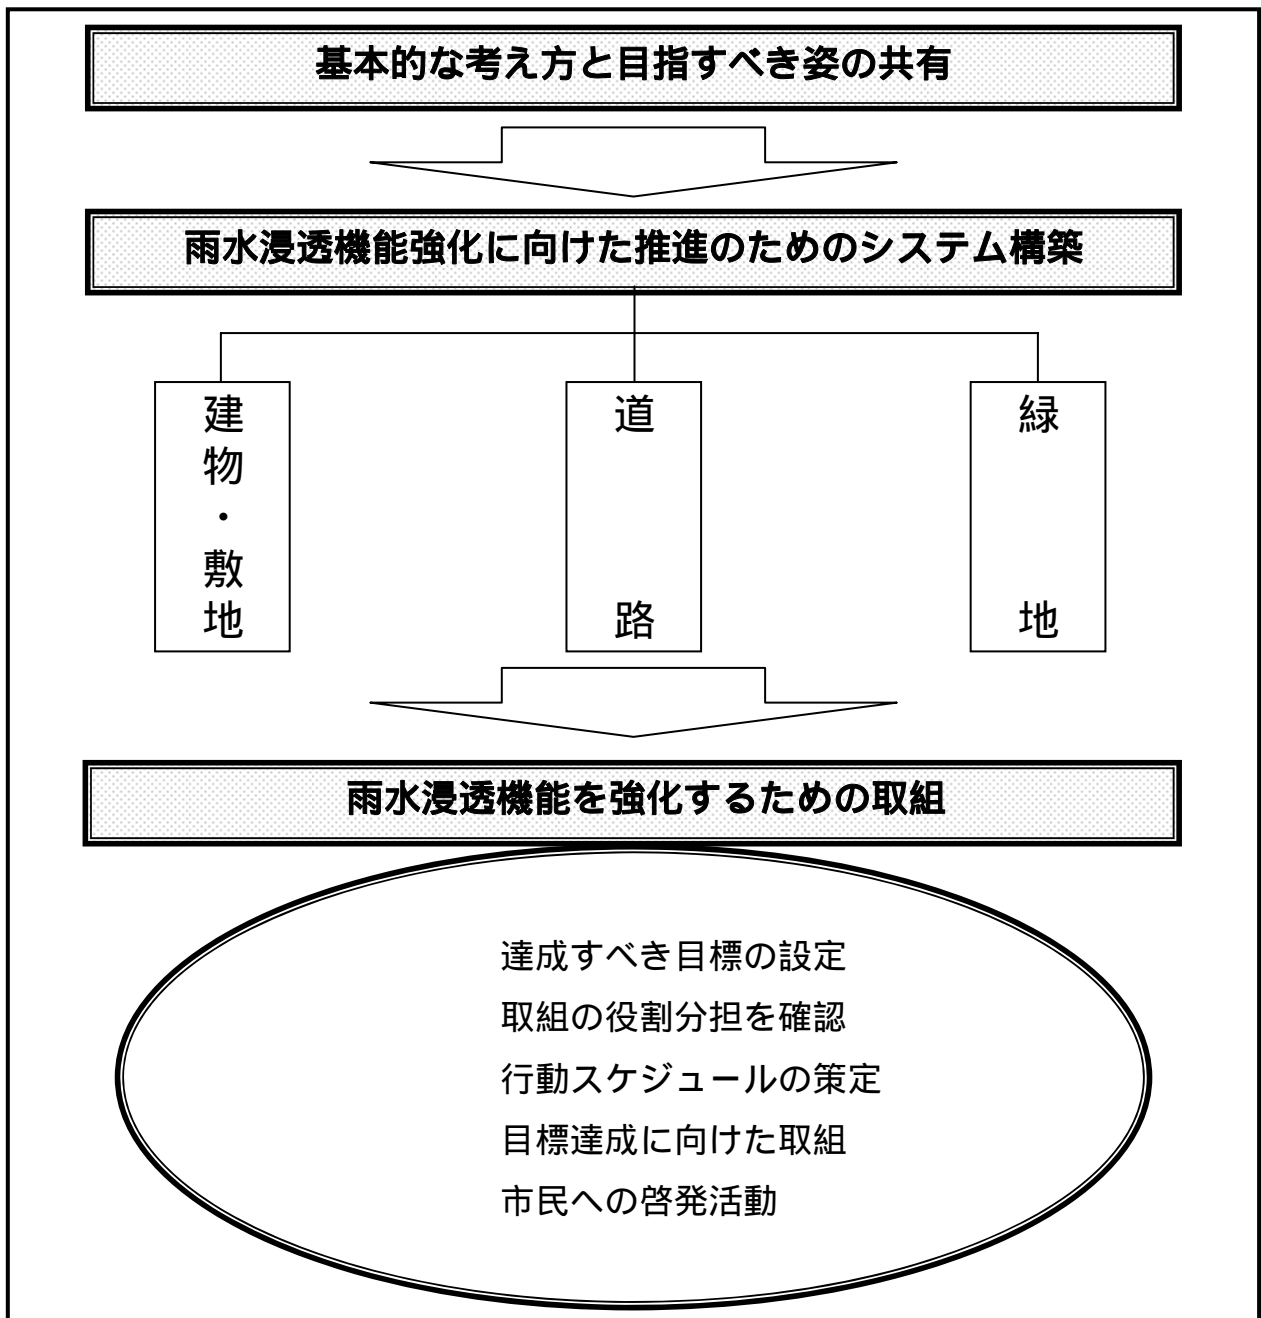 基本的な考え方と目指すべき姿の共有
雨水浸透機能強化に向けた推進のためのシステム構築
建物・敷地
道路
緑地
雨水浸透機能を強化するための取組
達成すべき目標の設定
取組の役割分担を確認
行動スケジュールの策定
目標達成に向けた取組
市民への啓発活動